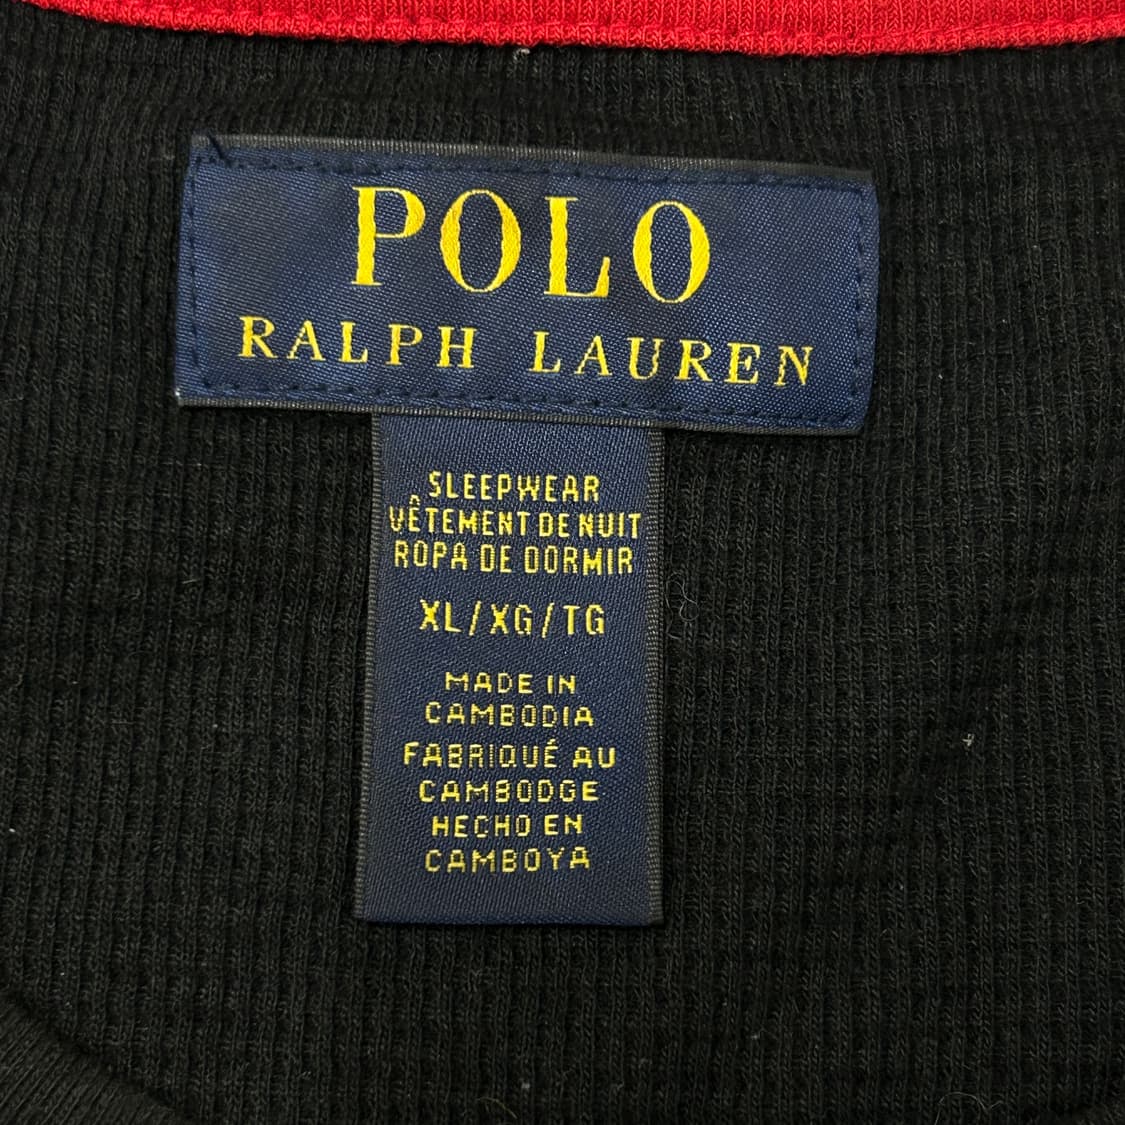 POLO
RALPH LAUREN
SLEEPWEAR
VÊTEMENT DE NUIT
ROPA DE DORMIR
XL/XG/TG
MADE IN
CAMBODIA
FABRIQUÉ AU
CAMBODGE
HECHO EN
CAMBOYA